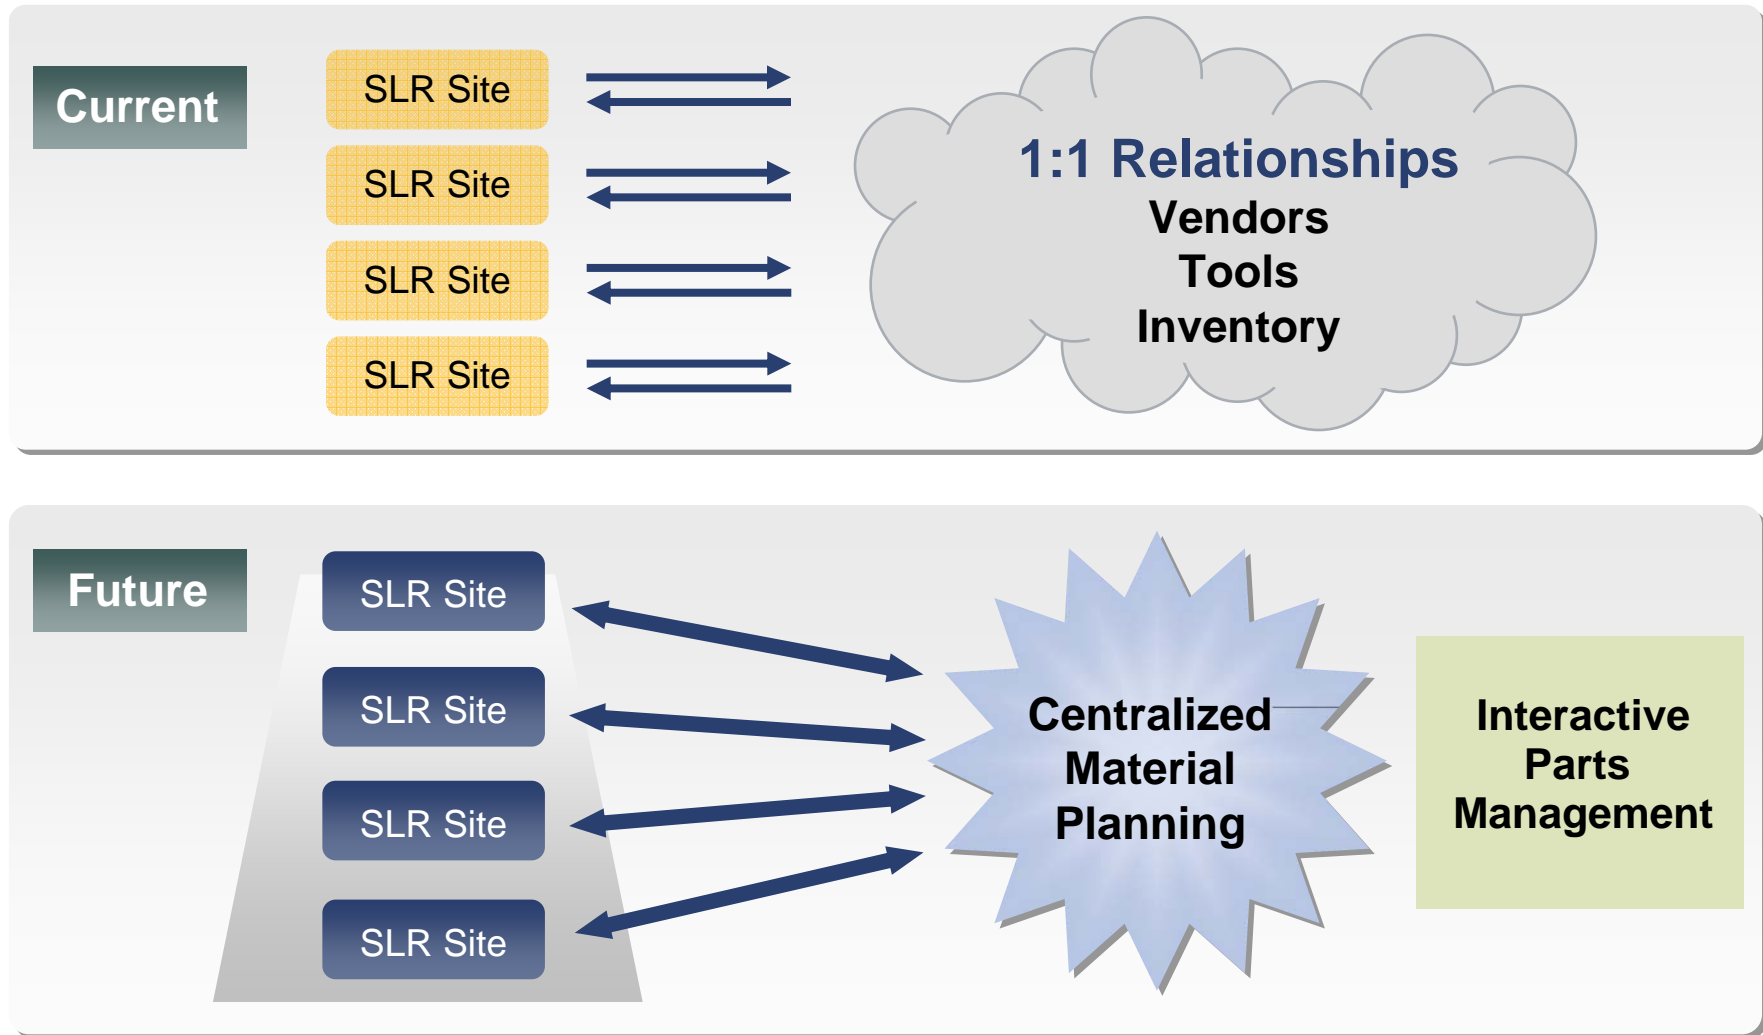 Current
SLR Site
SLR Site
SLR Site
SLR Site
1:1 Relationships
Vendors
Tools
Inventory
Future
SLR Site
SLR Site
SLR Site
SLR Site
Centralized
Material
Planning
Interactive
Parts
Management